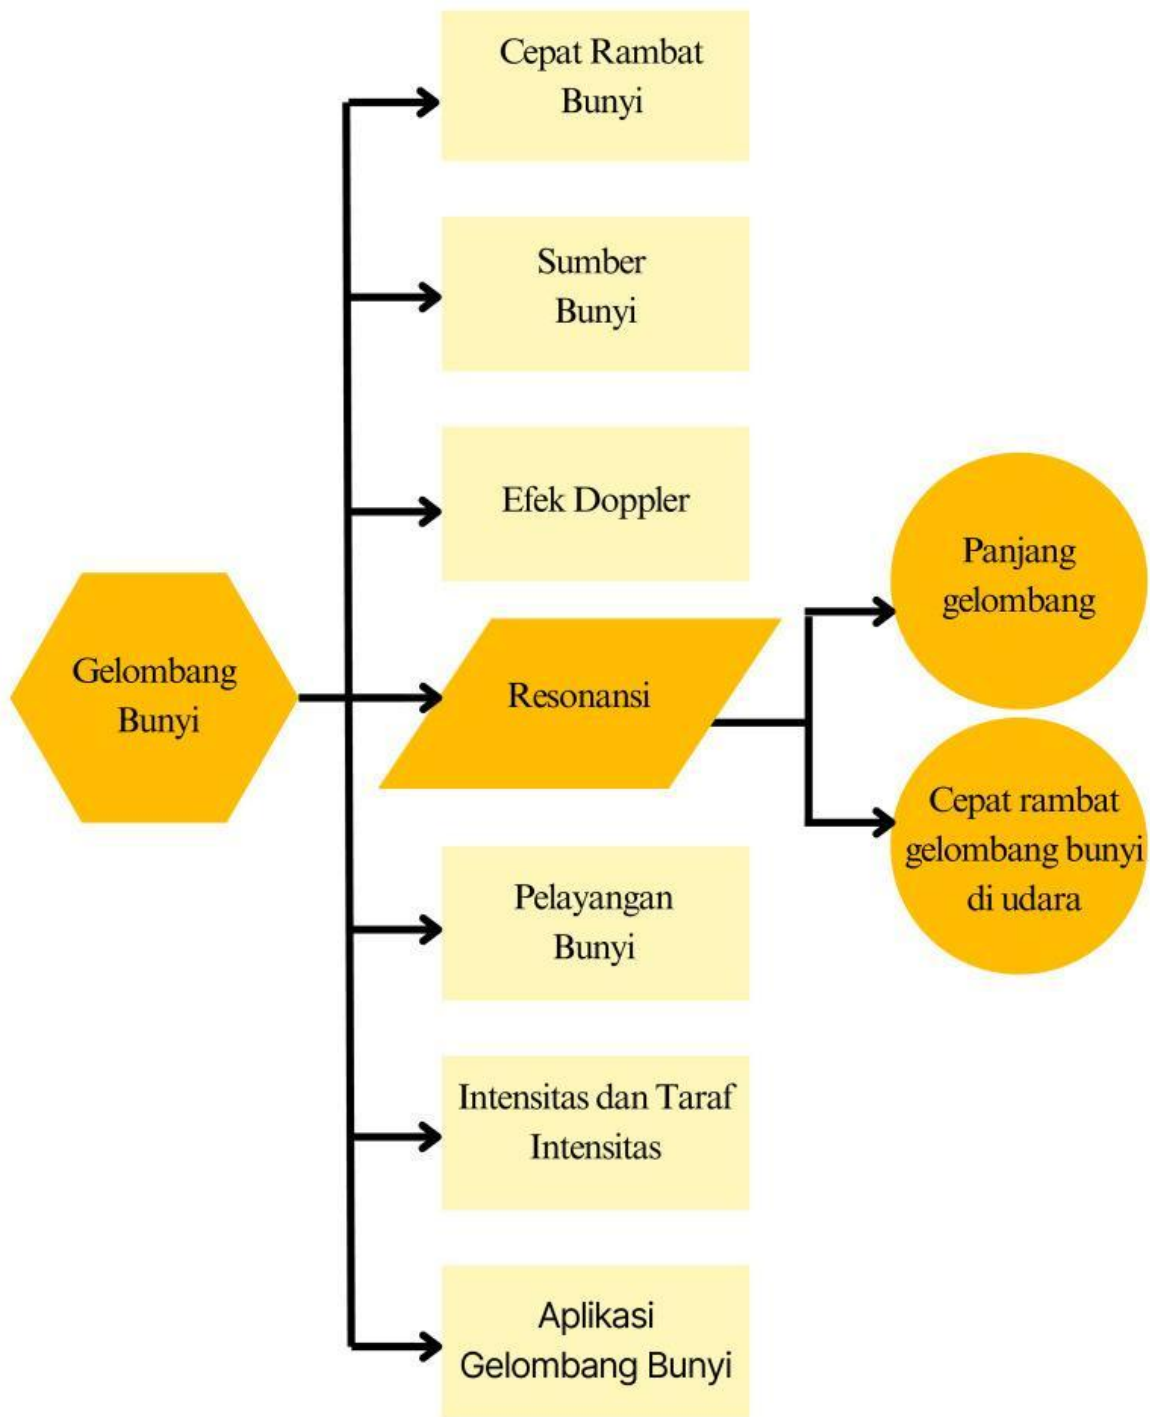 Cepat Rambat
Bunyi
Sumber
Bunyi
Efek Doppler
Gelombang
Bunyi
Resonansi
Panjang
gelombang
Cepat rambat
gelombang bunyi
di udara
Pelayangan
Bunyi
Intensitas dan Taraf
Intensitas
Aplikasi
Gelombang Bunyi